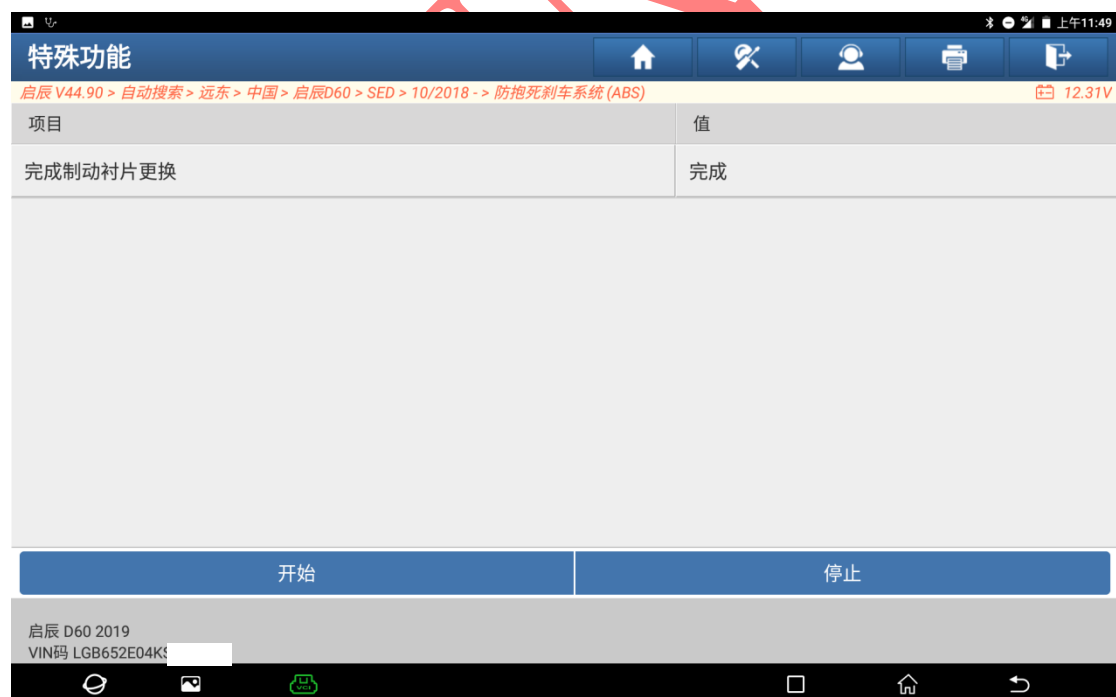 上午11:49
特殊功能
启辰 V44.90 > 自动搜索 > 远东 > 中国 > 启辰D60 > SED > 10/2018 - > 防抱死刹车系统 (ABS)
12.31V
项目 值
完成制动衬片更换 完成
开始 停止
启辰 D60 2019
VIN码 LGB652E04KS
VCI